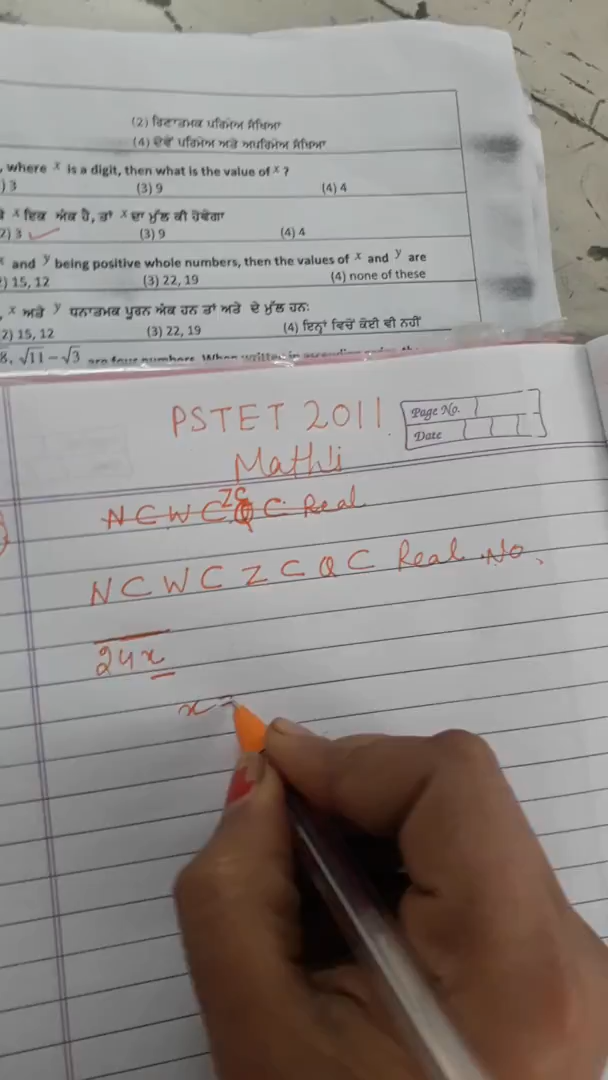 (2) ਰਿਣਾਤਮਕ ਪਰਿਮੇਅ ਸੰਖਿਆ
(4) ਦੋਵੇਂ ਪਰਿਮੇਅ ਅਤੇ ਅਪਰਿਮੇਅ ਸੰਖਿਆ
, where x is a digit, then what is the value of x ?
) 3 (3) 9 (4) 4
x ਇਕ ਅੰਕ ਹੈ, ਤਾਂ x ਦਾ ਮੁੱਲ ਕੀ ਹੋਵੇਗਾ
2) 3 (3) 9 (4) 4
x and y being positive whole numbers, then the values of x and y are
) 15, 12 (3) 22, 19 (4) none of these
, x ਅਤੇ y ਧਨਾਤਮਕ ਪੂਰਨ ਅੰਕ ਹਨ ਤਾਂ ਅਤੇ ਦੇ ਮੁੱਲ ਹਨ:
2) 15, 12 (3) 22, 19 (4) ਇਨ੍ਹਾਂ ਵਿਚੋਂ ਕੋਈ ਵੀ ਨਹੀਂ
8, √11 − √3 are four numbers. When written in ascending order
PSTET 2011
Page No.
Date
N C W C Z C Q C Real
N C W C Z C Q C Real No.
24x
x =